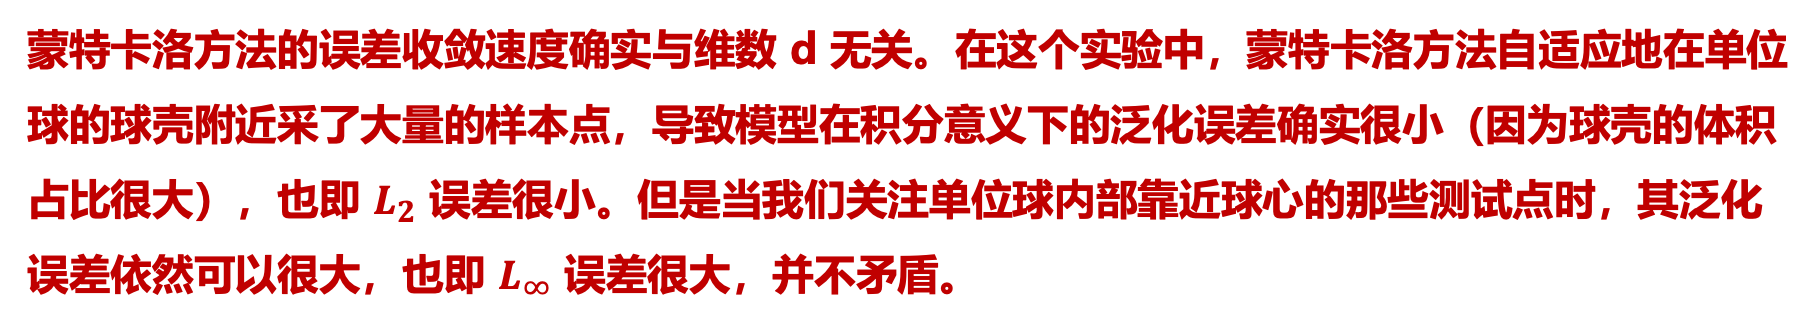 蒙特卡洛方法的误差收敛速度确实与维数 d 无关。在这个实验中，蒙特卡洛方法自适应地在单位
球的球壳附近采了大量的样本点，导致模型在积分意义下的泛化误差确实很小（因为球壳的体积
占比很大），也即 L₂ 误差很小。但是当我们关注单位球内部靠近球心的那些测试点时，其泛化
误差依然可以很大，也即 L∞ 误差很大，并不矛盾。